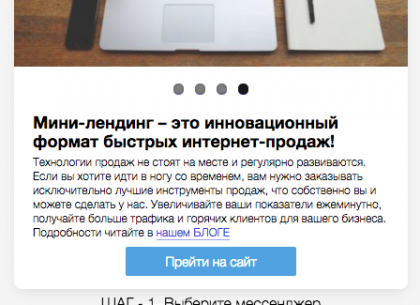 Мини-лендинг – это инновационный
формат быстрых интернет-продаж!
Технологии продаж не стоят на месте и регулярно развиваются.
Если вы хотите идти в ногу со временем, вам нужно заказывать
исключительно лучшие инструменты продаж, что собственно вы и
можете сделать у нас. Увеличивайте ваши показатели ежеминутно,
получайте больше трафика и горячих клиентов для вашего бизнеса.
Подробности читайте в нашем БЛОГЕ
Прейти на сайт
ШАГ - 1. Выберите мессенджер